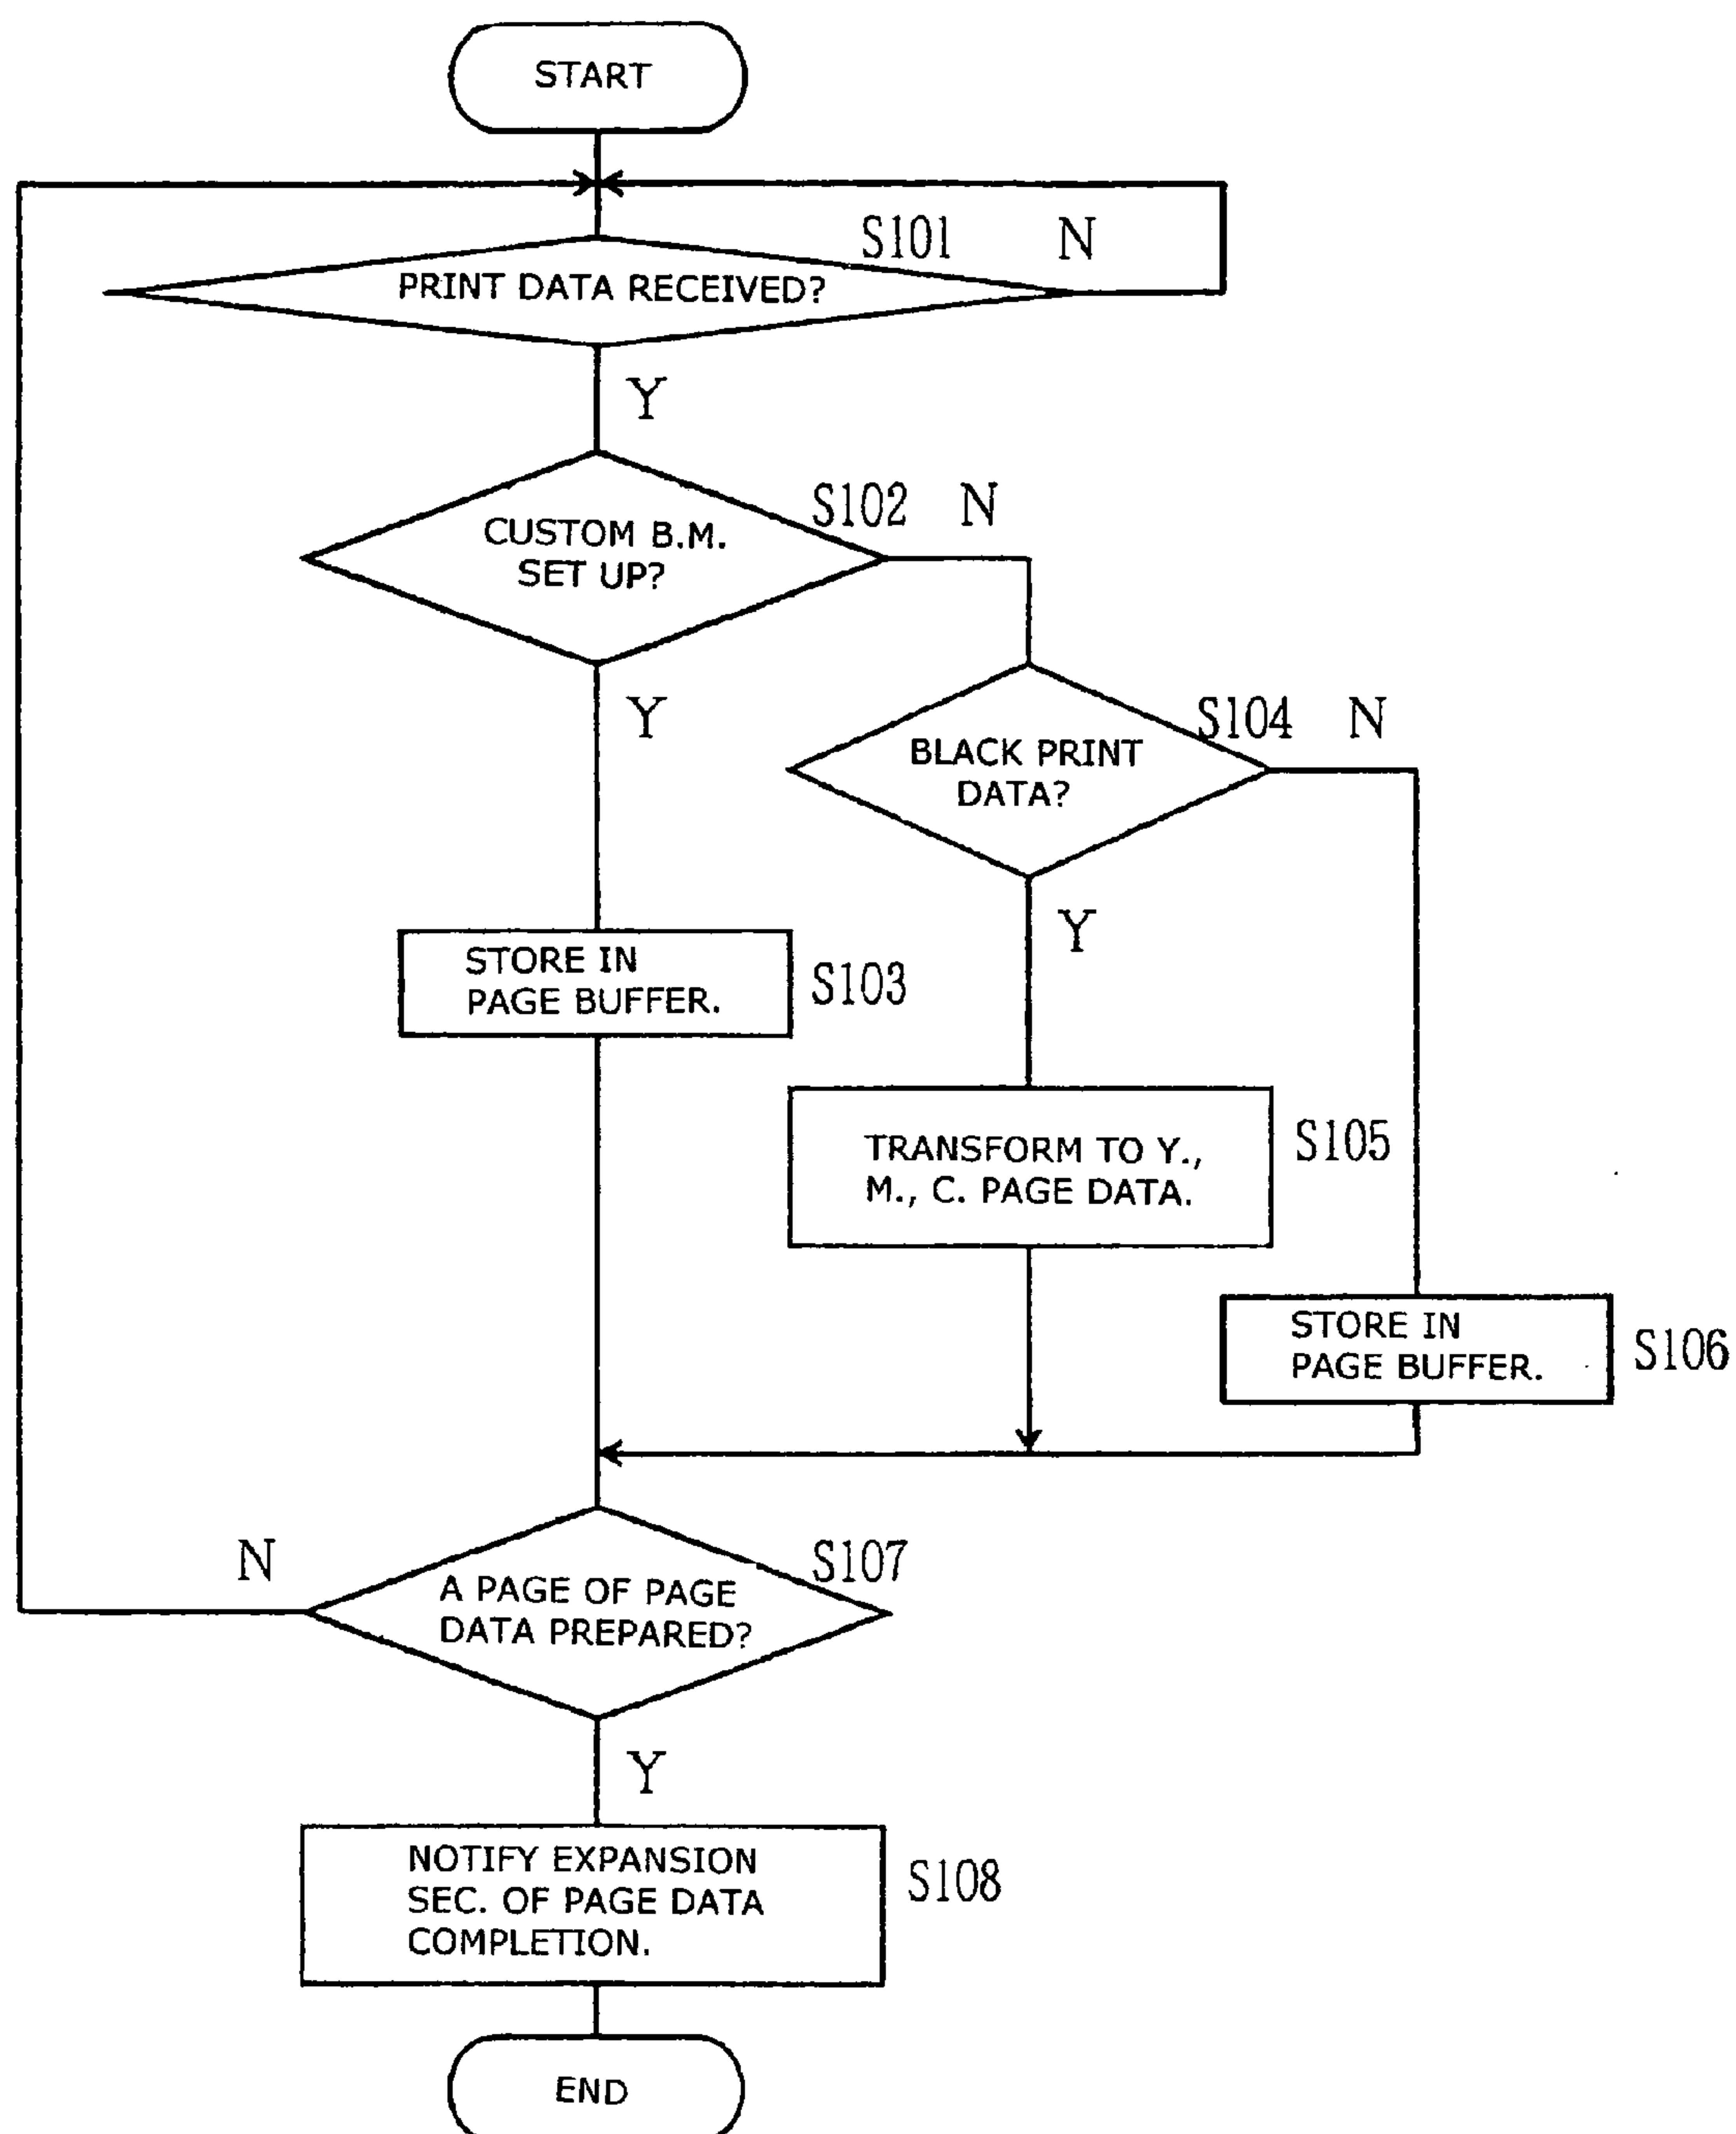 START
S101
N
PRINT DATA RECEIVED?
Y
S102
N
CUSTOM B.M.
SET UP?
Y
S104
N
BLACK PRINT
DATA?
Y
STORE IN
PAGE BUFFER.
S103
TRANSFORM TO Y.,
M., C. PAGE DATA.
S105
STORE IN
PAGE BUFFER.
S106
N
S107
A PAGE OF PAGE
DATA PREPARED?
Y
NOTIFY EXPANSION
SEC. OF PAGE DATA
COMPLETION.
S108
END